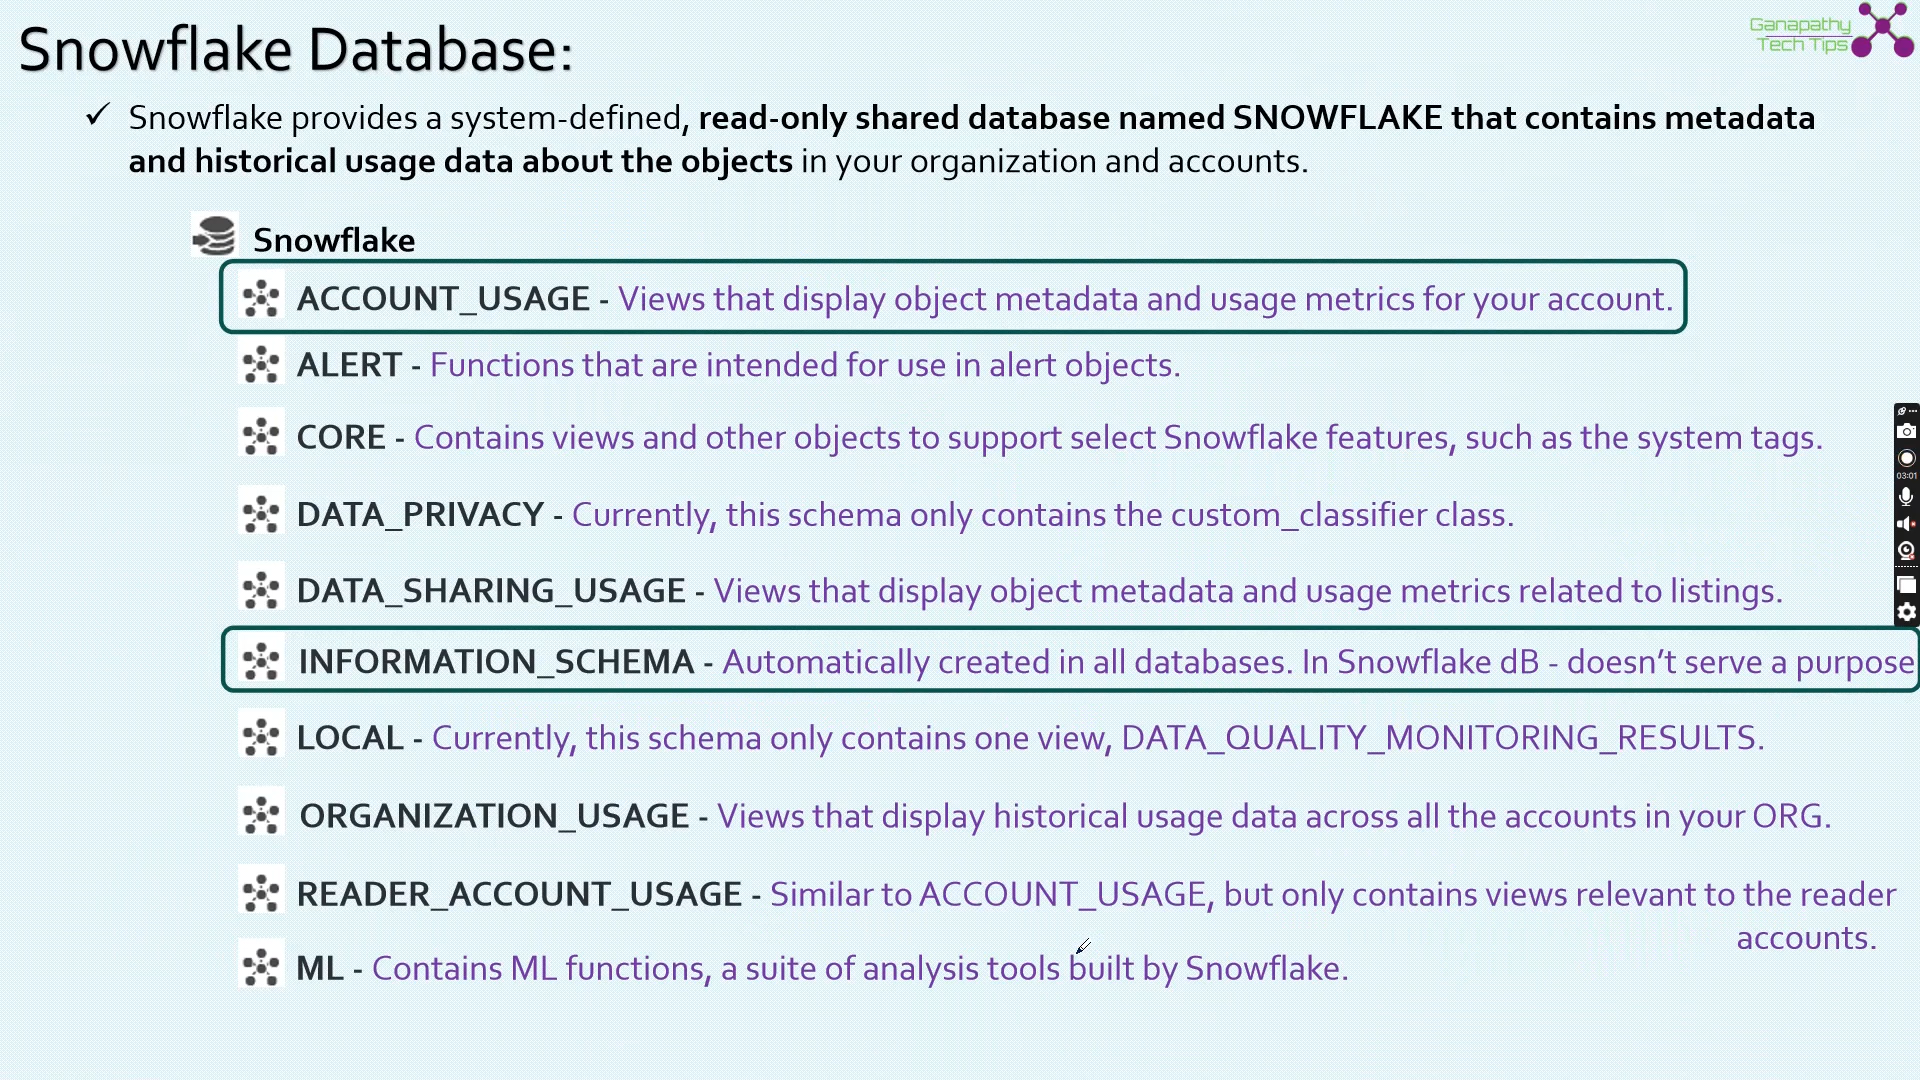 Snowflake Database:
Ganapathy
Tech Tips
✓ Snowflake provides a system-defined, read-only shared database named SNOWFLAKE that contains metadata
and historical usage data about the objects in your organization and accounts.
Snowflake
ACCOUNT_USAGE - Views that display object metadata and usage metrics for your account.
ALERT - Functions that are intended for use in alert objects.
CORE - Contains views and other objects to support select Snowflake features, such as the system tags.
03:01
DATA_PRIVACY - Currently, this schema only contains the custom_classifier class.
DATA_SHARING_USAGE - Views that display object metadata and usage metrics related to listings.
INFORMATION_SCHEMA - Automatically created in all databases. In Snowflake dB - doesn't serve a purpose
LOCAL - Currently, this schema only contains one view, DATA_QUALITY_MONITORING_RESULTS.
ORGANIZATION_USAGE - Views that display historical usage data across all the accounts in your ORG.
READER_ACCOUNT_USAGE - Similar to ACCOUNT_USAGE, but only contains views relevant to the reader
accounts.
ML - Contains ML functions, a suite of analysis tools built by Snowflake.